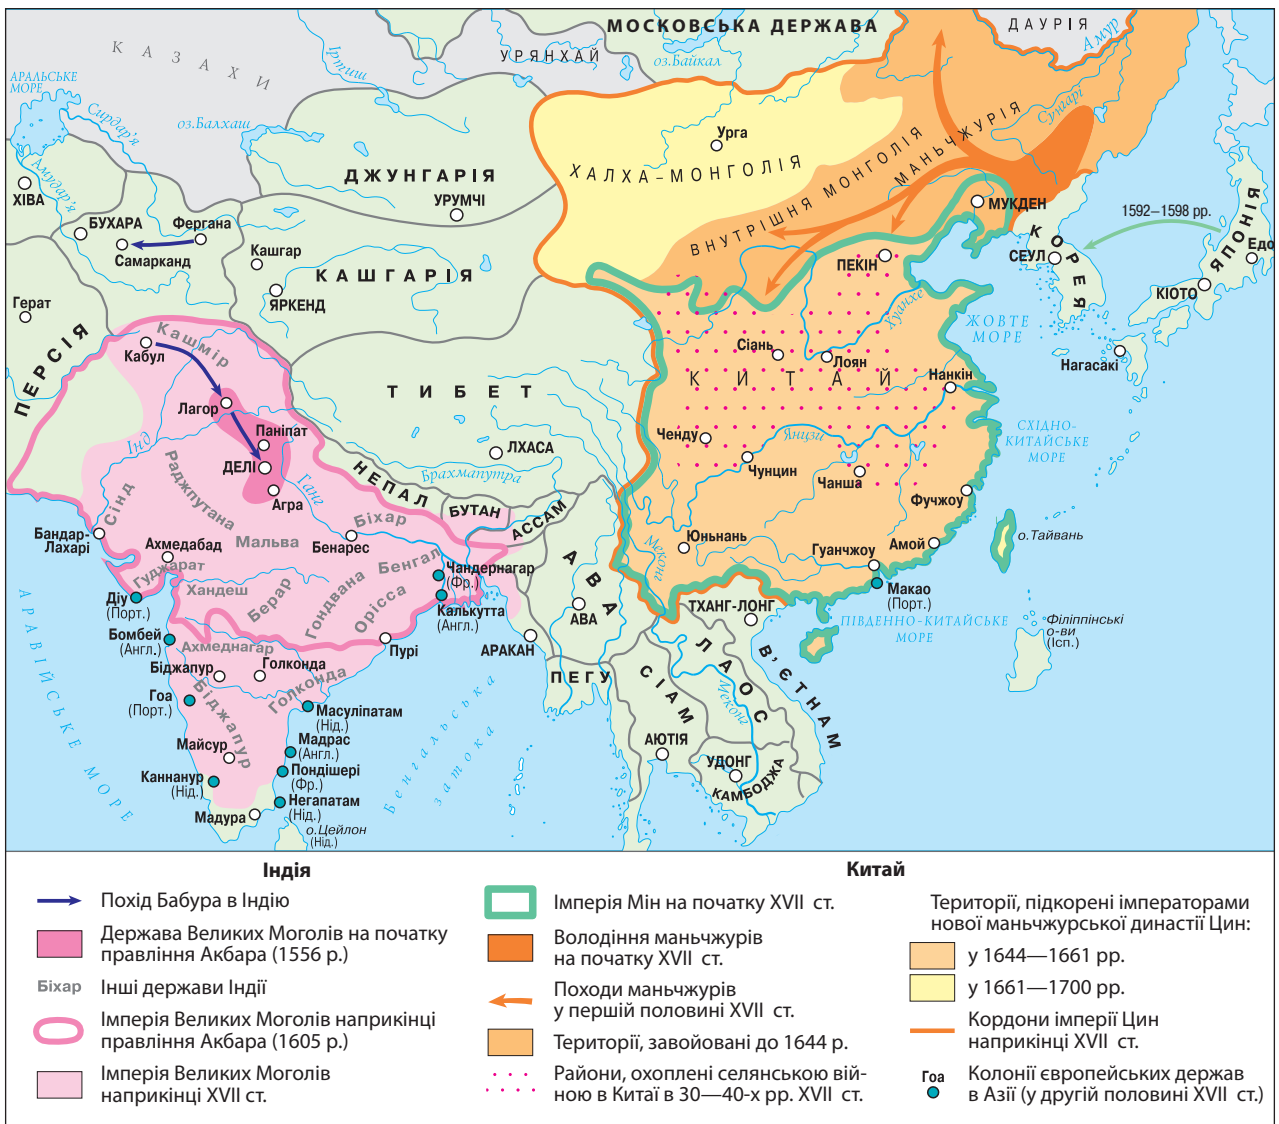 МОСКОВСЬКА ДЕРЖАВА
ДАУРІЯ
КАЗАХИ
УРЯНХАЙ
оз.Байкал
Амур
Іртиш
АРАЛЬСЬКЕ
МОРЕ
Сирдар'я
оз.Балхаш
Сунгарі
Урга
ХАЛХА-МОНГОЛІЯ
ВНУТРІШНЯ МОНГОЛІЯ
МАНЬЧЖУРІЯ
Амудар'я
ХІВА
ДЖУНГАРІЯ
УРУМЧІ
МУКДЕН
1592–1598 рр.
ЯПОНІЯ
Едо
БУХАРА
Фергана
Самарканд
Кашгар
КАШГАРІЯ
ЯРКЕНД
ПЕКІН
КОРЕЯ
СЕУЛ
КІОТО
Герат
ПЕРСІЯ
Кашмір
Кабул
Хуанхе
ЖОВТЕ
МОРЕ
Сіань
Лоян
Нагасакі
КИТАЙ
Нанкін
ТИБЕТ
Лагор
Паніпат
Інд
ДЕЛІ
ЛХАСА
Ченду
Янцзи
СХІДНО-
КИТАЙСЬКЕ
МОРЕ
Чунцин
Чанша
Фучжоу
Раджпутана
Агра
Ганг
НЕПАЛ
Брахмапутра
Сінд
БУТАН
АССАМ
Біхар
Бандар-
Лахарі
Ахмедабад
Мальва
Бенарес
Юньнань
Гуанчжоу
Амой
о.Тайвань
Меконг
Гуджарат
Хандеш
Берар
Гондвана
Бенгал
Орісса
Чандернагар
(Фр.)
Калькутта
(Англ.)
АВА
АВА
ТХАНГ-ЛОНГ
Макао
(Порт.)
Діу
(Порт.)
Бомбей
(Англ.)
Ахмеднагар
Пурі
АРАКАН
ПІВДЕННО-КИТАЙСЬКЕ
МОРЕ
Філіппінські
о-ви
(Ісп.)
Біджапур
Голконда
Голконда
ПЕГУ
СІАМ
ЛАОС
В'ЄТНАМ
Меконг
Гоа
(Порт.)
Біджапур
Масуліпатам
(Нід.)
Мадрас
(Англ.)
Майсур
Пондішері
(Фр.)
Каннанур
(Нід.)
Негапатам
(Нід.)
Мадура
о.Цейлон
(Нід.)
АРАВІЙСЬКЕ МОРЕ
Бенгальська
затока
АЮТІЯ
УДОНГ
КАМБОДЖА
Індія
Похід Бабура в Індію
Держава Великих Моголів на початку
правління Акбара (1556 р.)
Біхар
Інші держави Індії
Імперія Великих Моголів наприкінці
правління Акбара (1605 р.)
Імперія Великих Моголів
наприкінці XVII ст.
Китай
Імперія Мін на початку XVII ст.
Володіння маньчжурів
на початку XVII ст.
Походи маньчжурів
у першій половині XVII ст.
Території, завойовані до 1644 р.
Райони, охоплені селянською вій-
ною в Китаї в 30—40-х рр. XVII ст.
Території, підкорені імператорами
нової маньчжурської династії Цин:
у 1644—1661 рр.
у 1661—1700 рр.
Кордони імперії Цин
наприкінці XVII ст.
Гоа
Колонії європейських держав
в Азії (у другій половині XVII ст.)